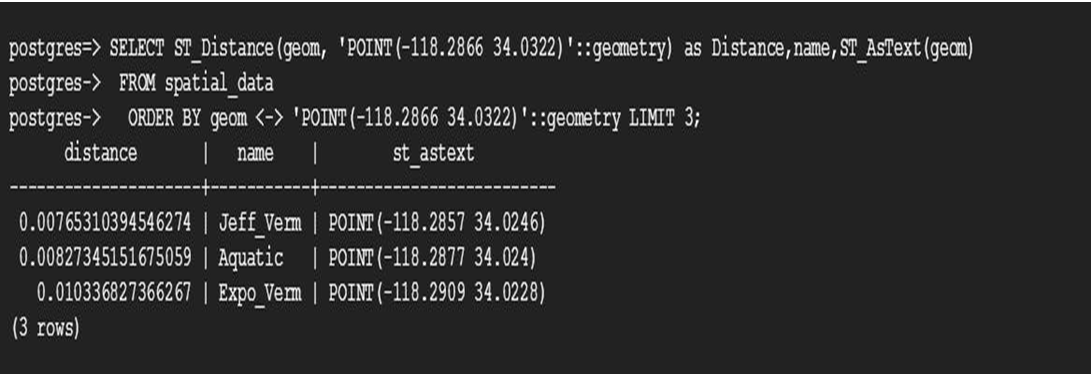 postgres=> SELECT ST_Distance(geom, 'POINT(-118.2866 34.0322)'::geometry) as Distance,name,ST_AsText(geom)
postgres->  FROM spatial_data
postgres->   ORDER BY geom <-> 'POINT(-118.2866 34.0322)'::geometry LIMIT 3;
      distance       |   name    |        st_astext
---------------------+-----------+--------------------------
 0.00765310394546274 | Jeff_Verm | POINT(-118.2857 34.0246)
 0.00827345151675059 | Aquatic   | POINT(-118.2877 34.024)
   0.010336827366267 | Expo_Verm | POINT(-118.2909 34.0228)
(3 rows)